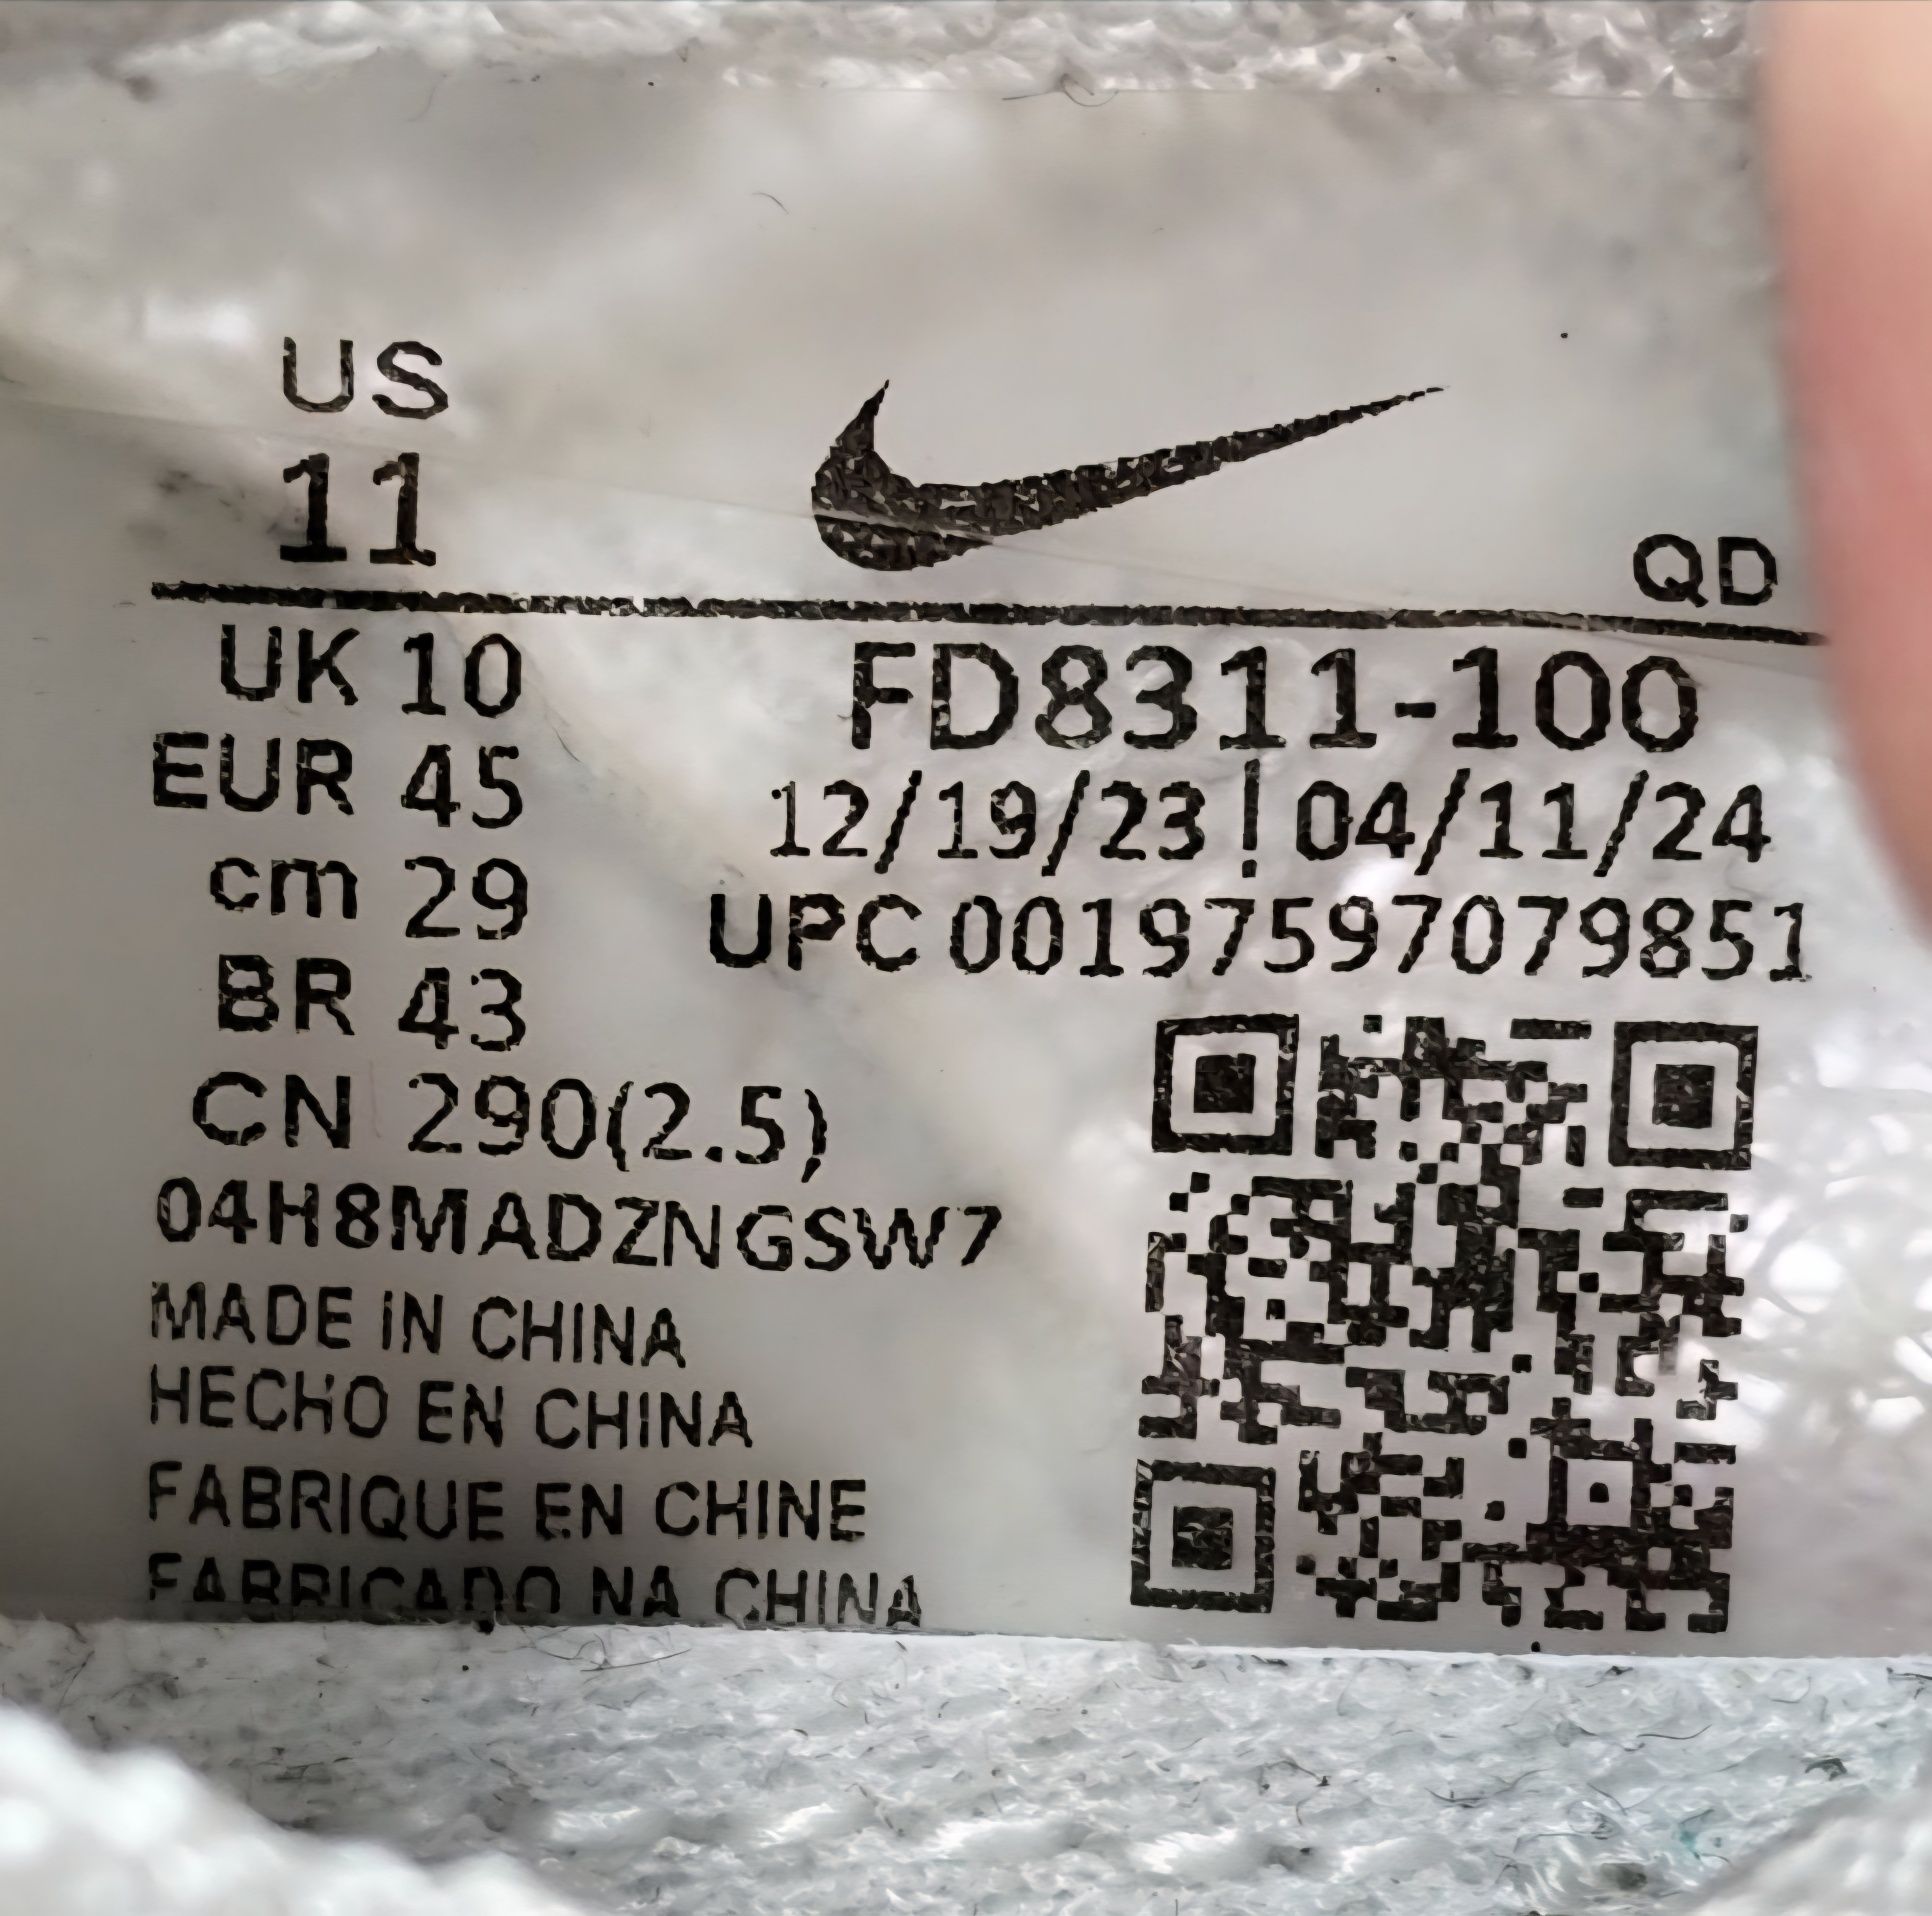 US
11
QD
UK 10
EUR 45
cm 29
BR 43
CN 290(2.5)
FD8311-100
12/19/23 ! 04/11/24
UPC 00197597079851
04H8MADZNGSW7
MADE IN CHINA
HECHO EN CHINA
FABRIQUE EN CHINE
FABRICADO NA CHINA